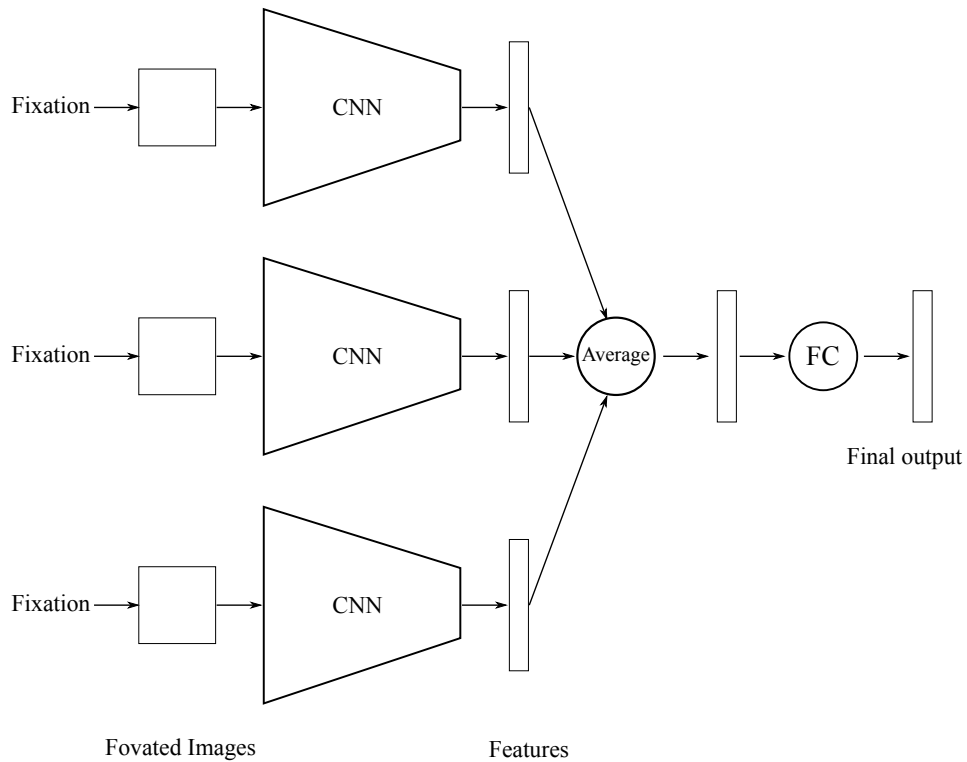 Fixation
CNN
Fixation
CNN
Average
FC
Final output
Fixation
CNN
Fovated Images
Features